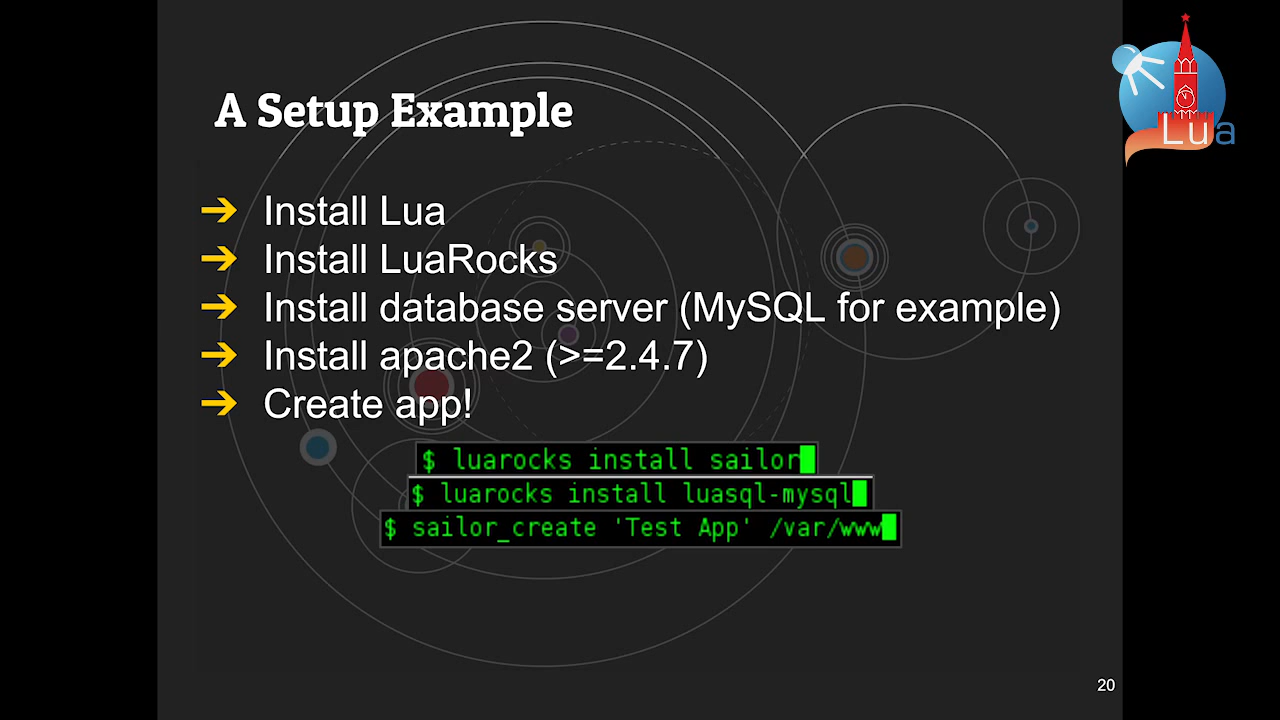 A Setup Example
Lua
➔ Install Lua
➔ Install LuaRocks
➔ Install database server (MySQL for example)
➔ Install apache2 (>=2.4.7)
➔ Create app!
$ luarocks install sailor
$ luarocks install luasql-mysql
$ sailor_create 'Test App' /var/www
20